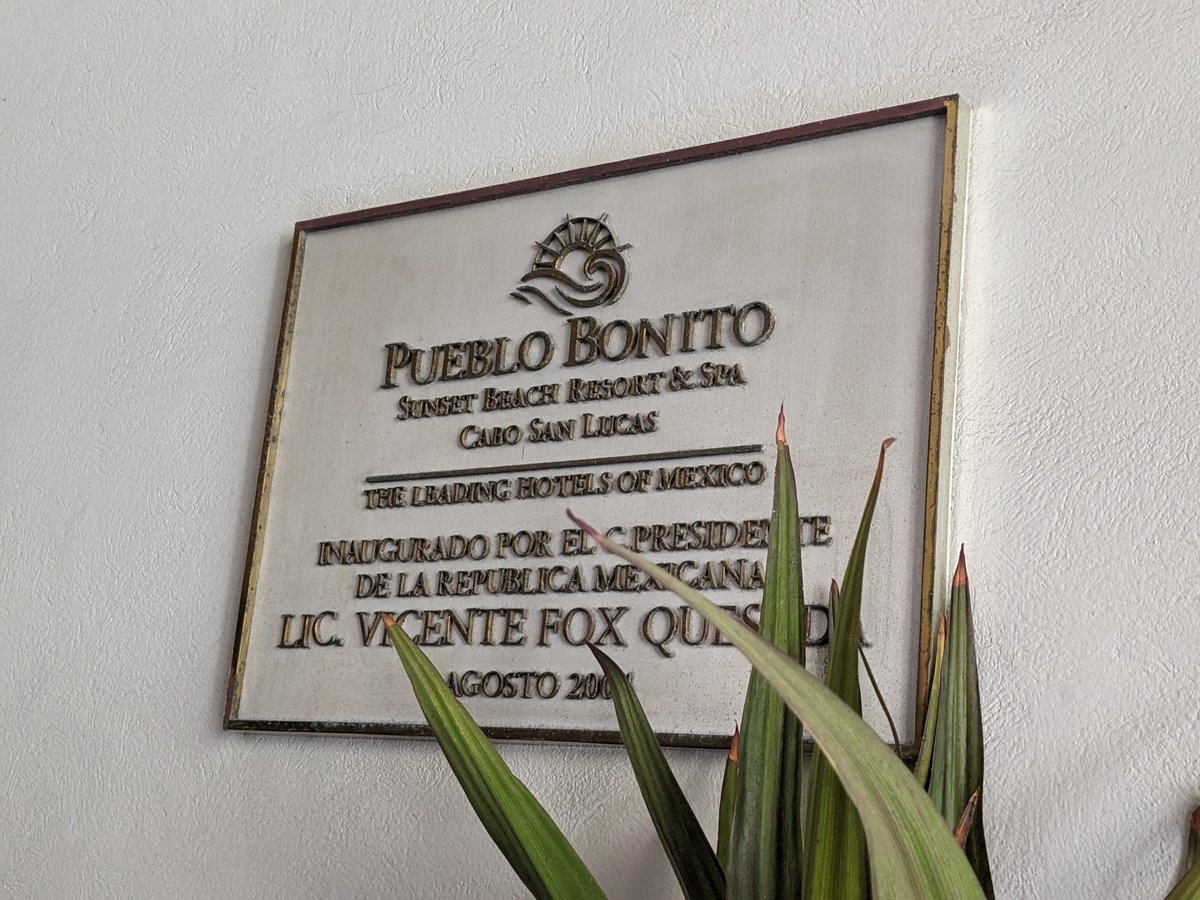 PUEBLO BONITO
SUNSET BEACH RESORT & SPA
CABO SAN LUCAS
THE LEADING HOTELS OF MEXICO
INAUGURADO POR EL C. PRESIDENTE
DE LA REPUBLICA MEXICANA
LIC. VICENTE FOX QUESADA
AGOSTO